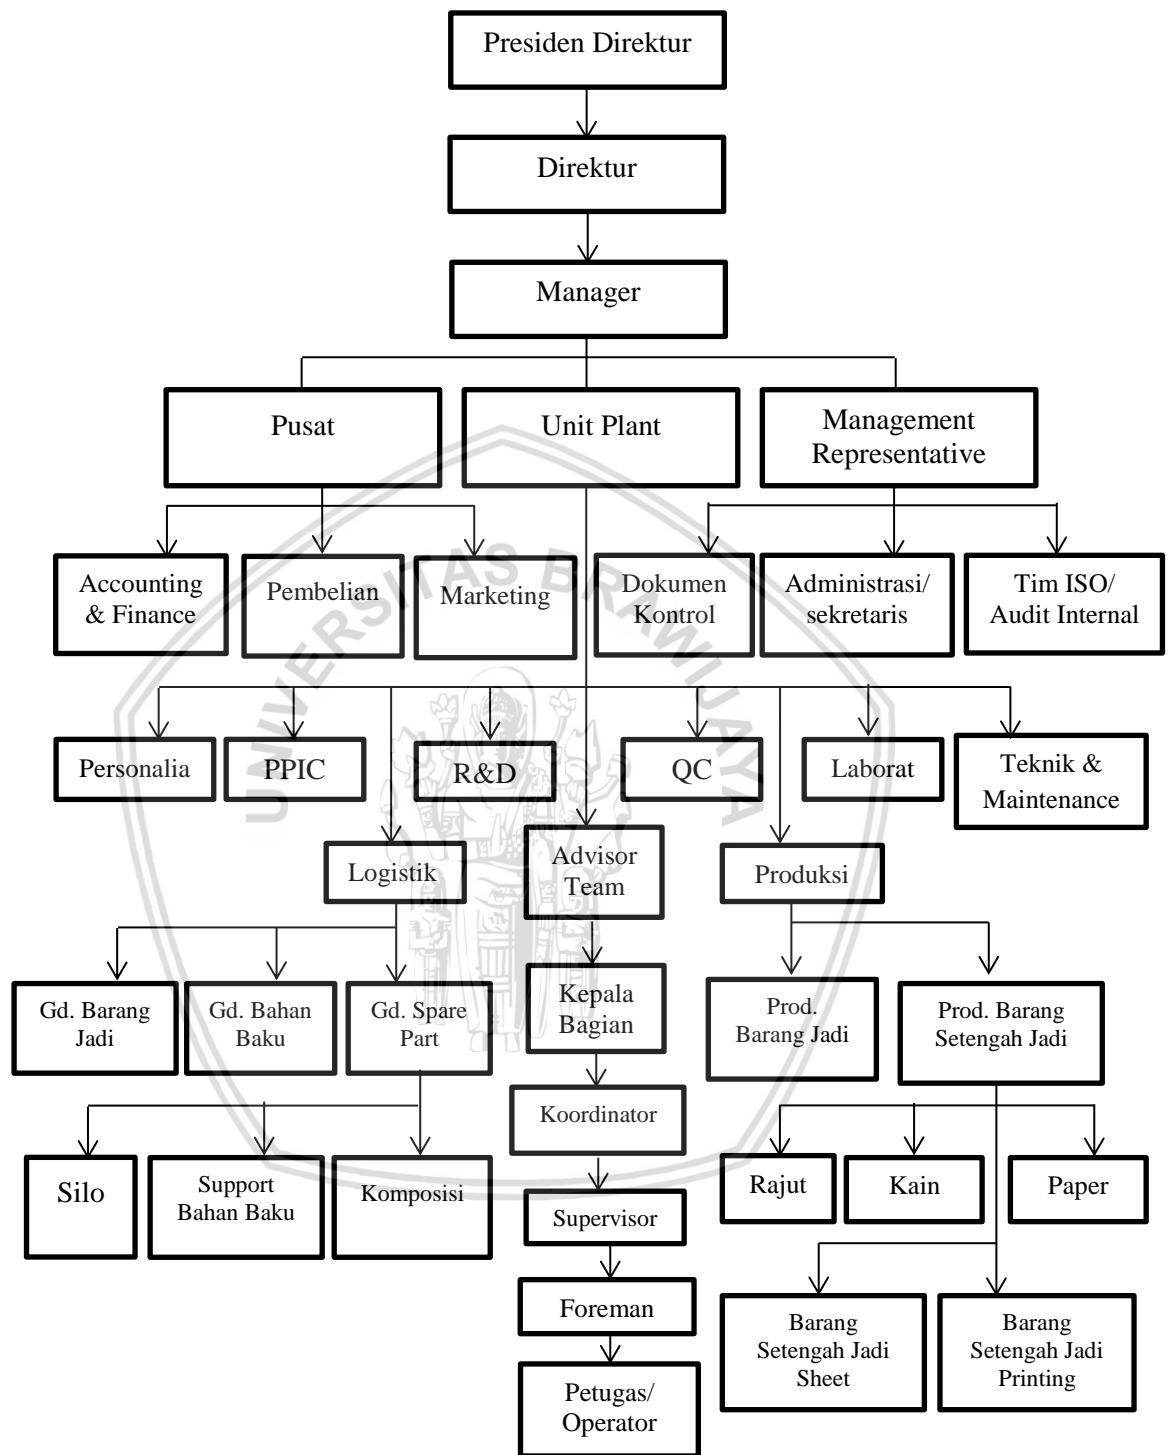 Presiden Direktur
Direktur
Manager
Pusat
Unit Plant
Management
Representative
Accounting
& Finance
Pembelian
Marketing
Dokumen
Kontrol
Administrasi/
sekretaris
Tim ISO/
Audit Internal
UNIVERSITAS BRAWIJAYA
Personalia
PPIC
R&D
QC
Laborat
Teknik &
Maintenance
Logistik
Advisor
Team
Produksi
Gd. Barang
Jadi
Gd. Bahan
Baku
Gd. Spare
Part
Kepala
Bagian
Prod.
Barang Jadi
Prod. Barang
Setengah Jadi
Koordinator
Silo
Support
Bahan Baku
Komposisi
Supervisor
Rajut
Kain
Paper
Foreman
Barang
Setengah Jadi
Sheet
Barang
Setengah Jadi
Printing
Petugas/
Operator